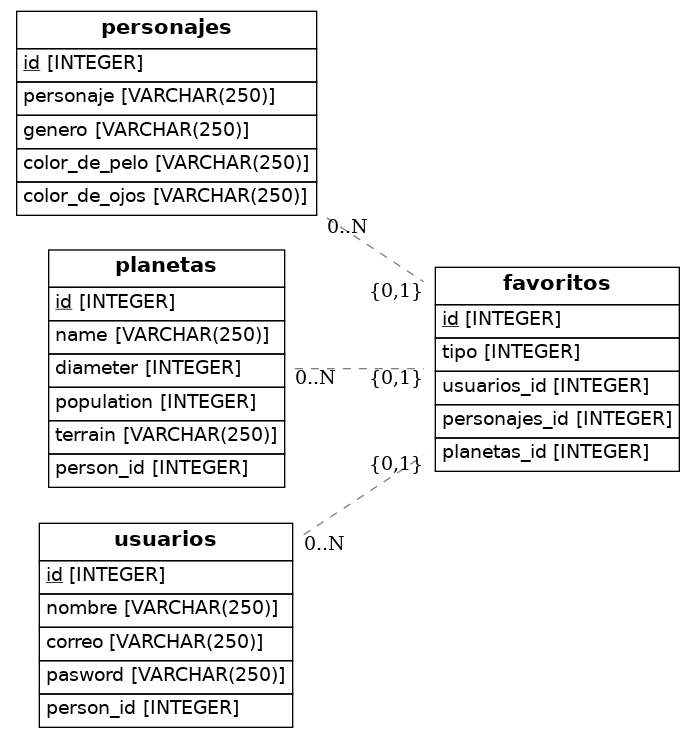 personajes
id [INTEGER]
personaje [VARCHAR(250)]
genero [VARCHAR(250)]
color_de_pelo [VARCHAR(250)]
color_de_ojos [VARCHAR(250)]
0..N
{0,1}
planetas
id [INTEGER]
name [VARCHAR(250)]
diameter [INTEGER]
population [INTEGER]
terrain [VARCHAR(250)]
person_id [INTEGER]
0..N
{0,1}
favoritos
id [INTEGER]
tipo [INTEGER]
usuarios_id [INTEGER]
personajes_id [INTEGER]
planetas_id [INTEGER]
{0,1}
0..N
usuarios
id [INTEGER]
nombre [VARCHAR(250)]
correo [VARCHAR(250)]
pasword [VARCHAR(250)]
person_id [INTEGER]